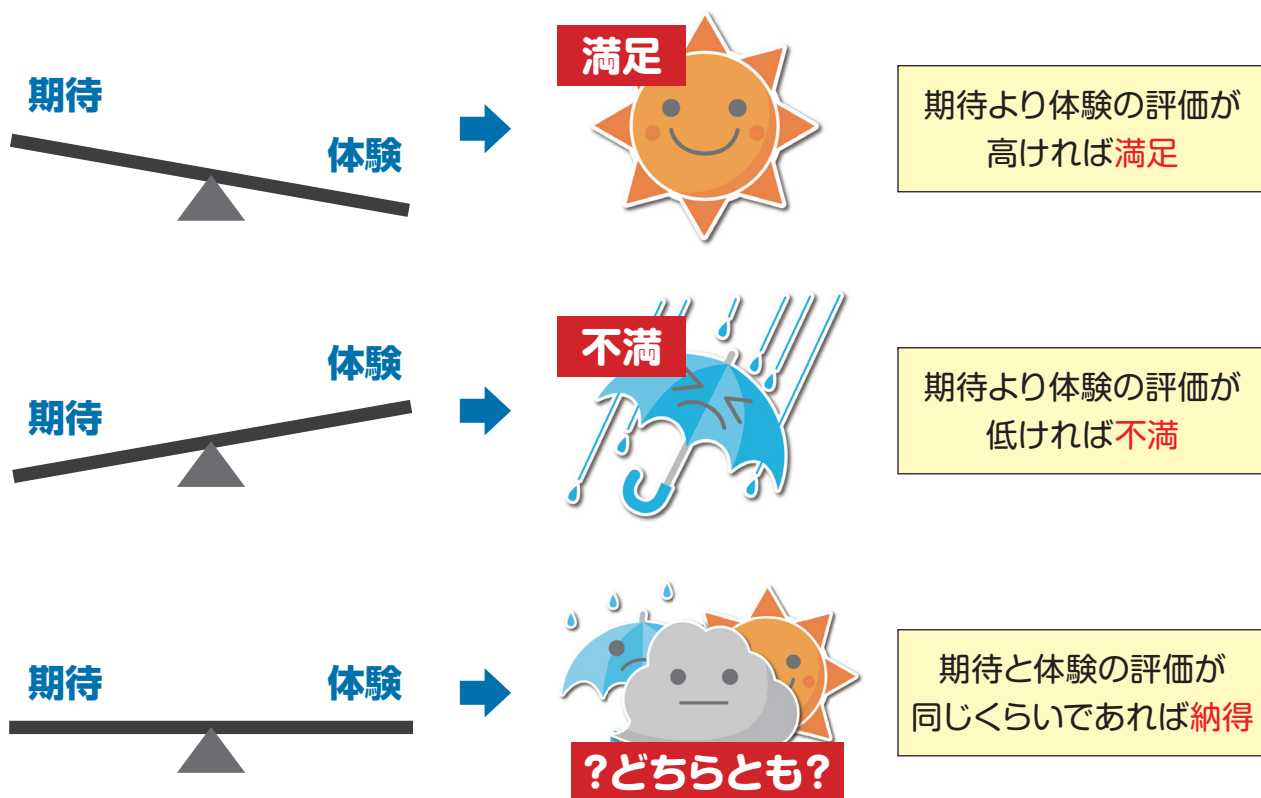 期待
体験
満足
期待より体験の評価が
高ければ満足
体験
期待
不満
期待より体験の評価が
低ければ不満
期待
体験
?どちらとも?
期待と体験の評価が
同じくらいであれば納得